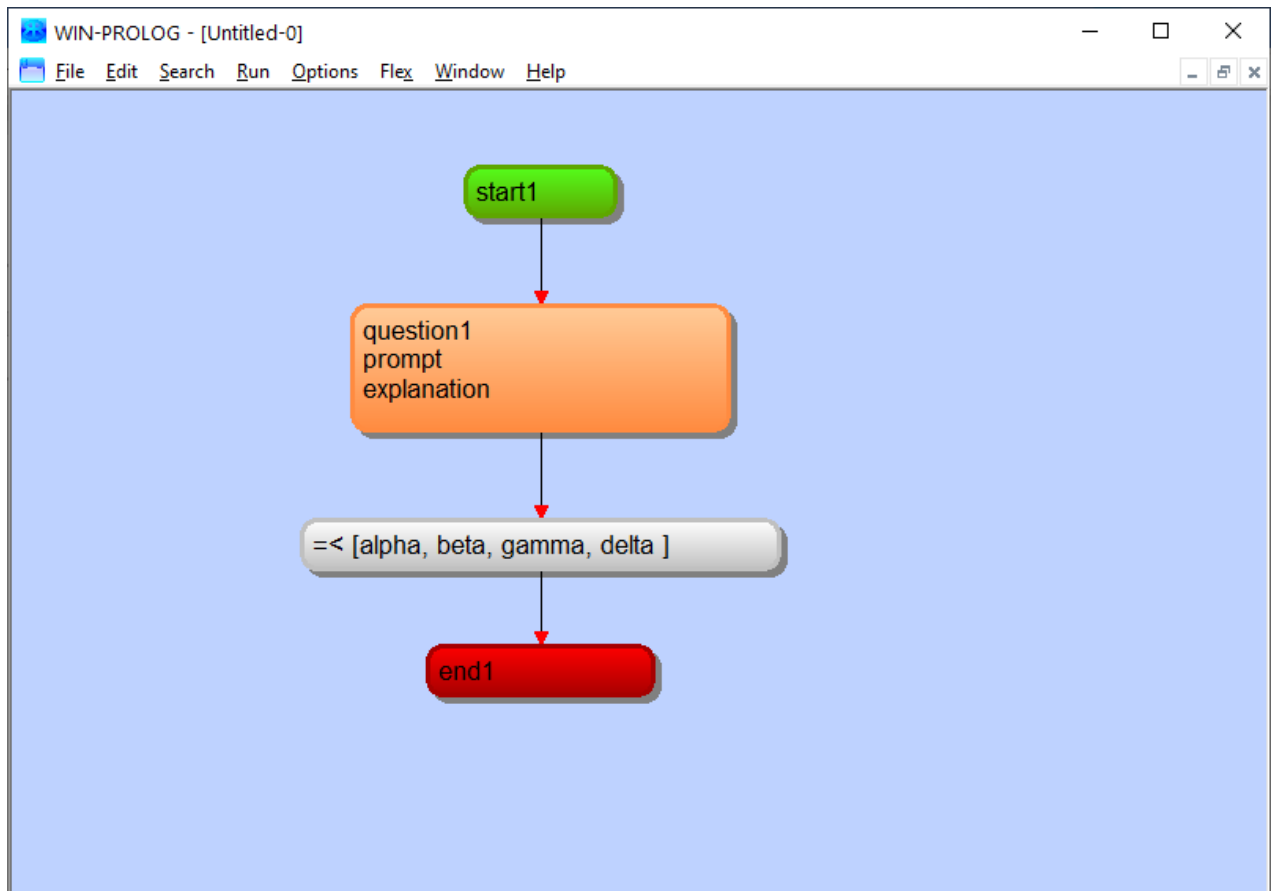 WIN-PROLOG - [Untitled-0]
File Edit Search Run Options Flex Window Help
start1
question1
prompt
explanation
=< [alpha, beta, gamma, delta ]
end1